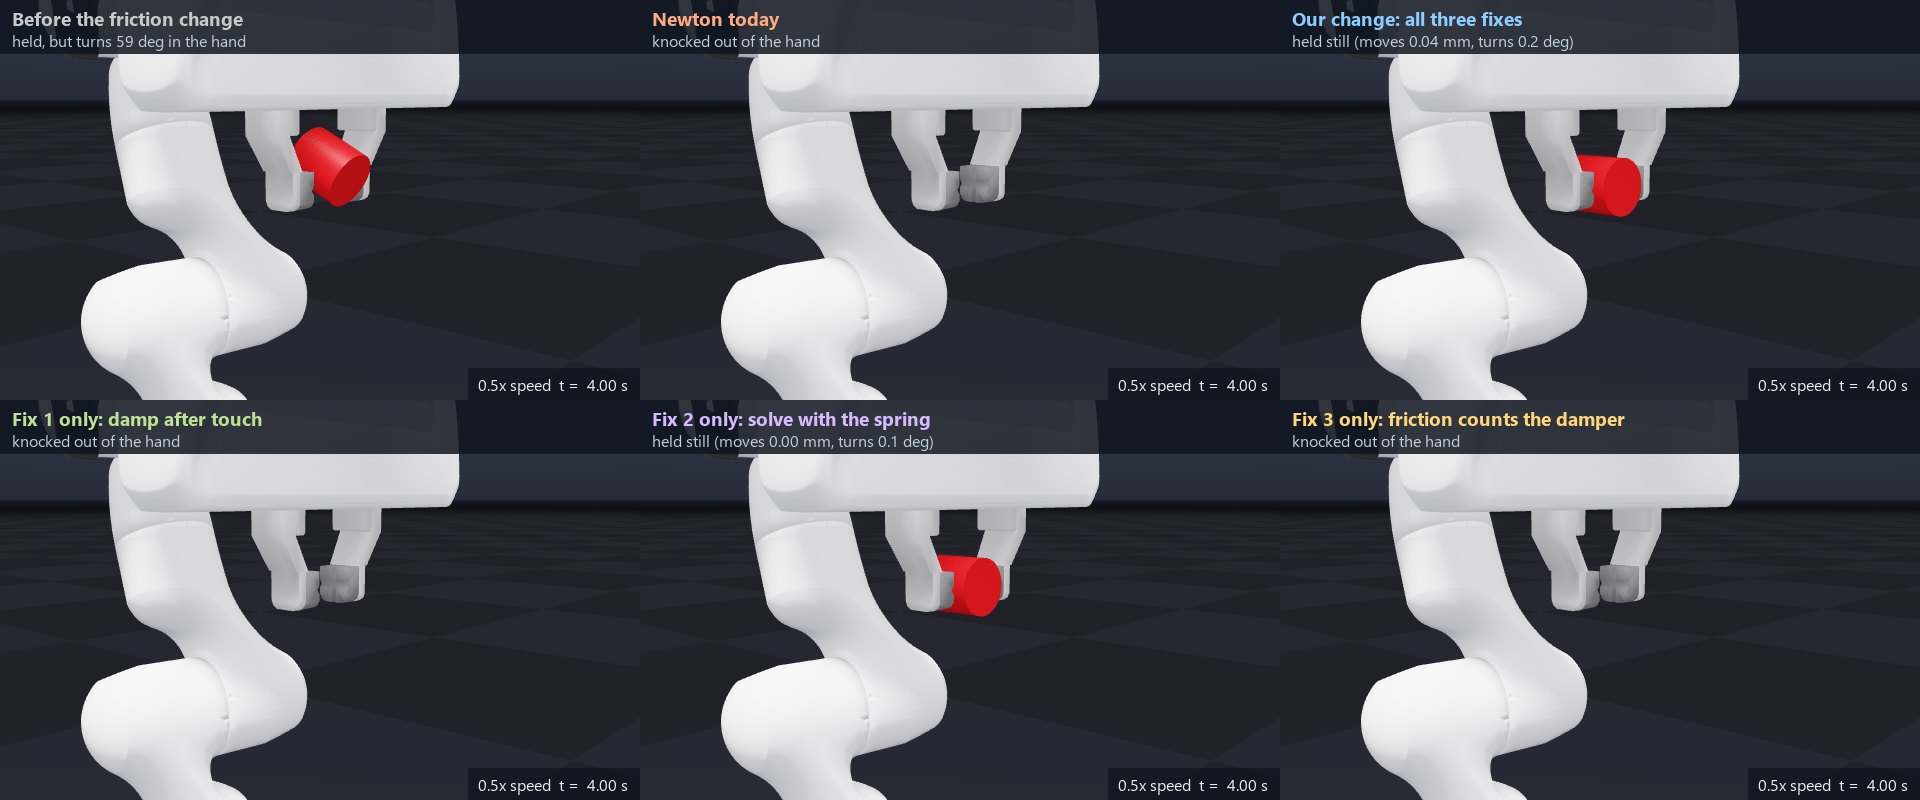 Before the friction change
held, but turns 59 deg in the hand
Newton today
knocked out of the hand
Our change: all three fixes
held still (moves 0.04 mm, turns 0.2 deg)
0.5x speed  t =  4.00 s
0.5x speed  t =  4.00 s
0.5x speed  t =  4.00 s
Fix 1 only: damp after touch
knocked out of the hand
Fix 2 only: solve with the spring
held still (moves 0.00 mm, turns 0.1 deg)
Fix 3 only: friction counts the damper
knocked out of the hand
0.5x speed  t =  4.00 s
0.5x speed  t =  4.00 s
0.5x speed  t =  4.00 s